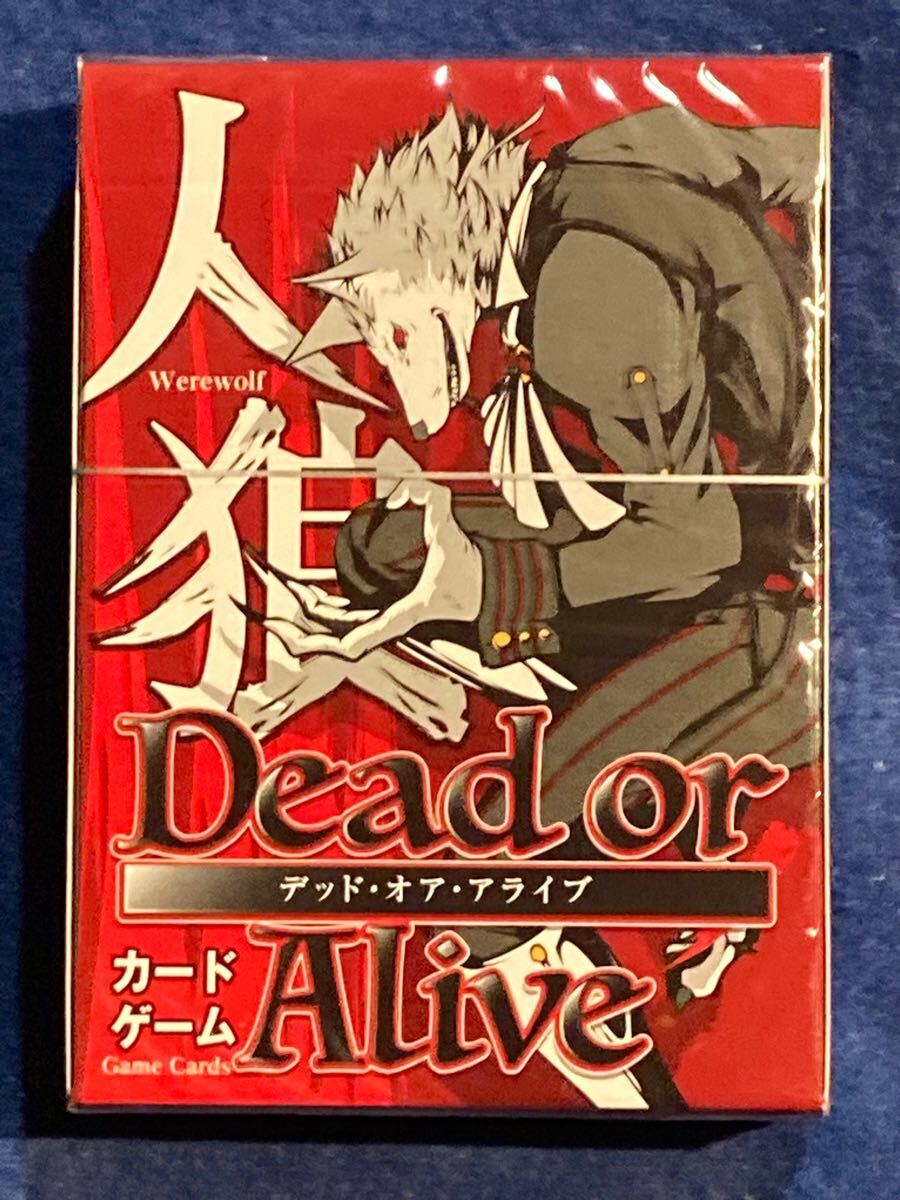 人狼
Werewolf
Dead or
デッド・オア・アライブ
Alive
カード
ゲーム
Game Cards